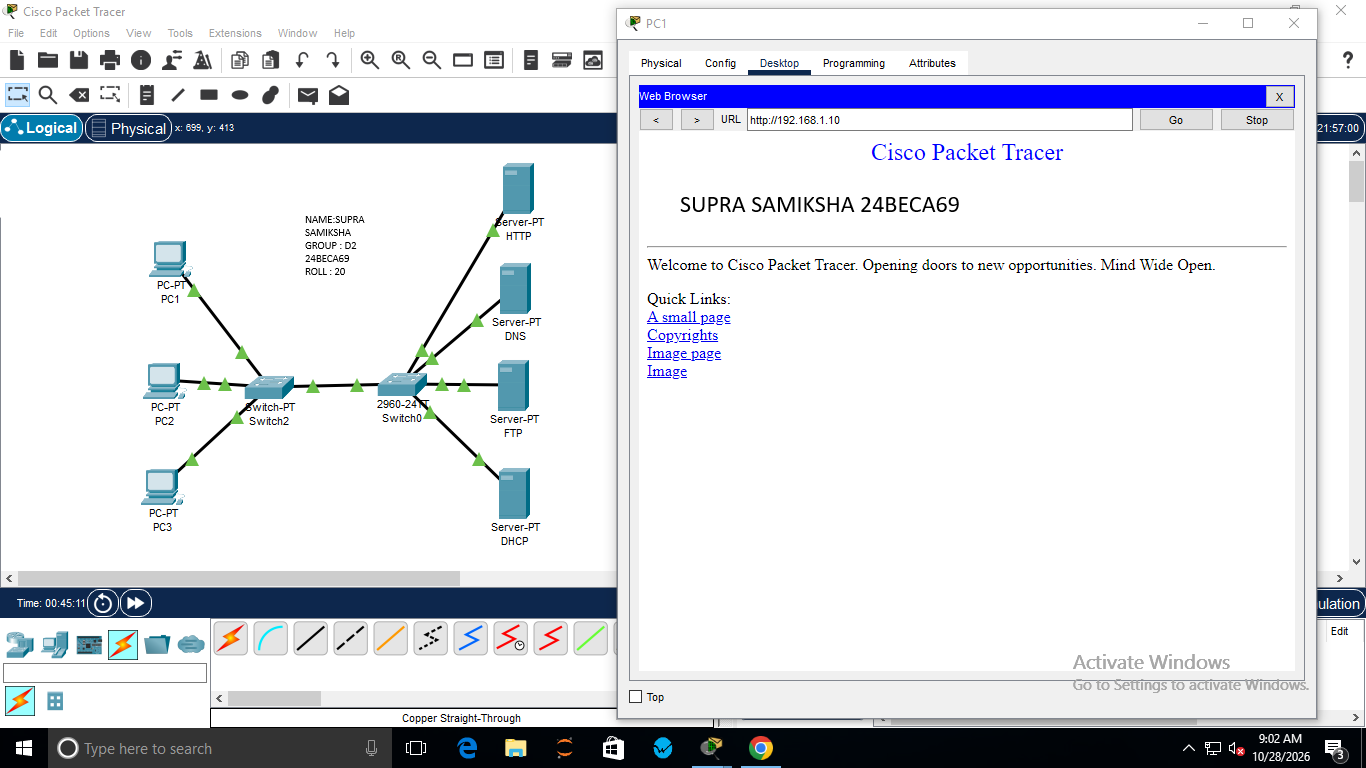 Cisco Packet Tracer
File Edit Options View Tools Extensions Window Help
?
Logical
Physical
x: 699, y: 413
21:57:00
NAME:SUPRA
SAMIKSHA
GROUP : D2
24BECA69
ROLL : 20
PC-PT
PC1
PC-PT
PC2
PC-PT
PC3
Switch-PT
Switch2
2960-24TT
Switch0
Server-PT
HTTP
Server-PT
DNS
Server-PT
FTP
Server-PT
DHCP
PC1
Physical Config Desktop Programming Attributes
Web Browser
X
< > URL http://192.168.1.10 Go Stop
Cisco Packet Tracer
SUPRA SAMIKSHA 24BECA69
Welcome to Cisco Packet Tracer. Opening doors to new opportunities. Mind Wide Open.
Quick Links:
A small page
Copyrights
Image page
Image
Activate Windows
Go to Settings to activate Windows.
Top
Time: 00:45:11
ulation
Edit
Copper Straight-Through
Type here to search
9:02 AM
10/28/2026
3